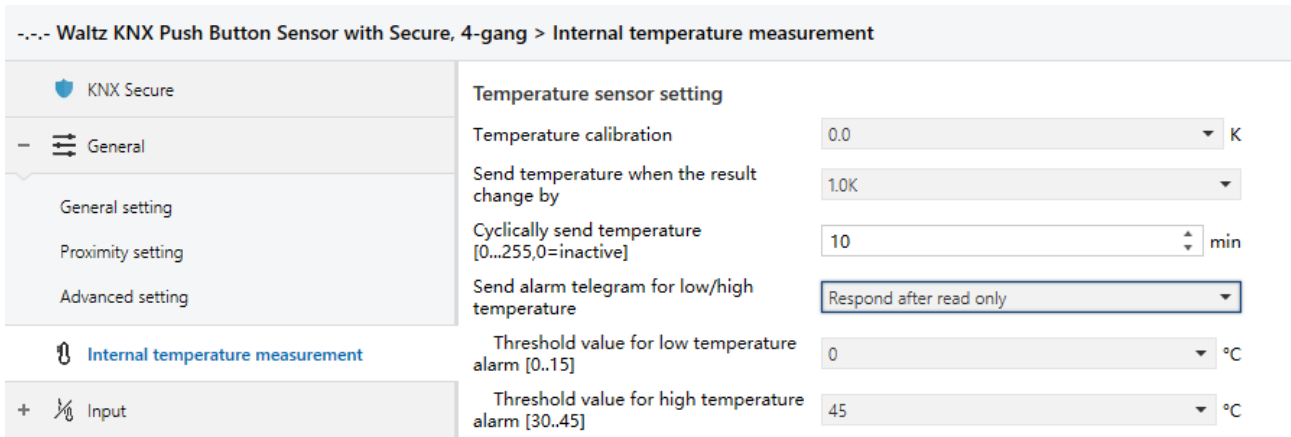 -.-.- Waltz KNX Push Button Sensor with Secure, 4-gang > Internal temperature measurement
KNX Secure
General
General setting
Proximity setting
Advanced setting
Internal temperature measurement
Input
Temperature sensor setting
Temperature calibration
0.0
K
Send temperature when the result
change by
1.0K
Cyclically send temperature
[0...255,0=inactive]
10
min
Send alarm telegram for low/high
temperature
Respond after read only
Threshold value for low temperature
alarm [0..15]
0
°C
Threshold value for high temperature
alarm [30..45]
45
°C